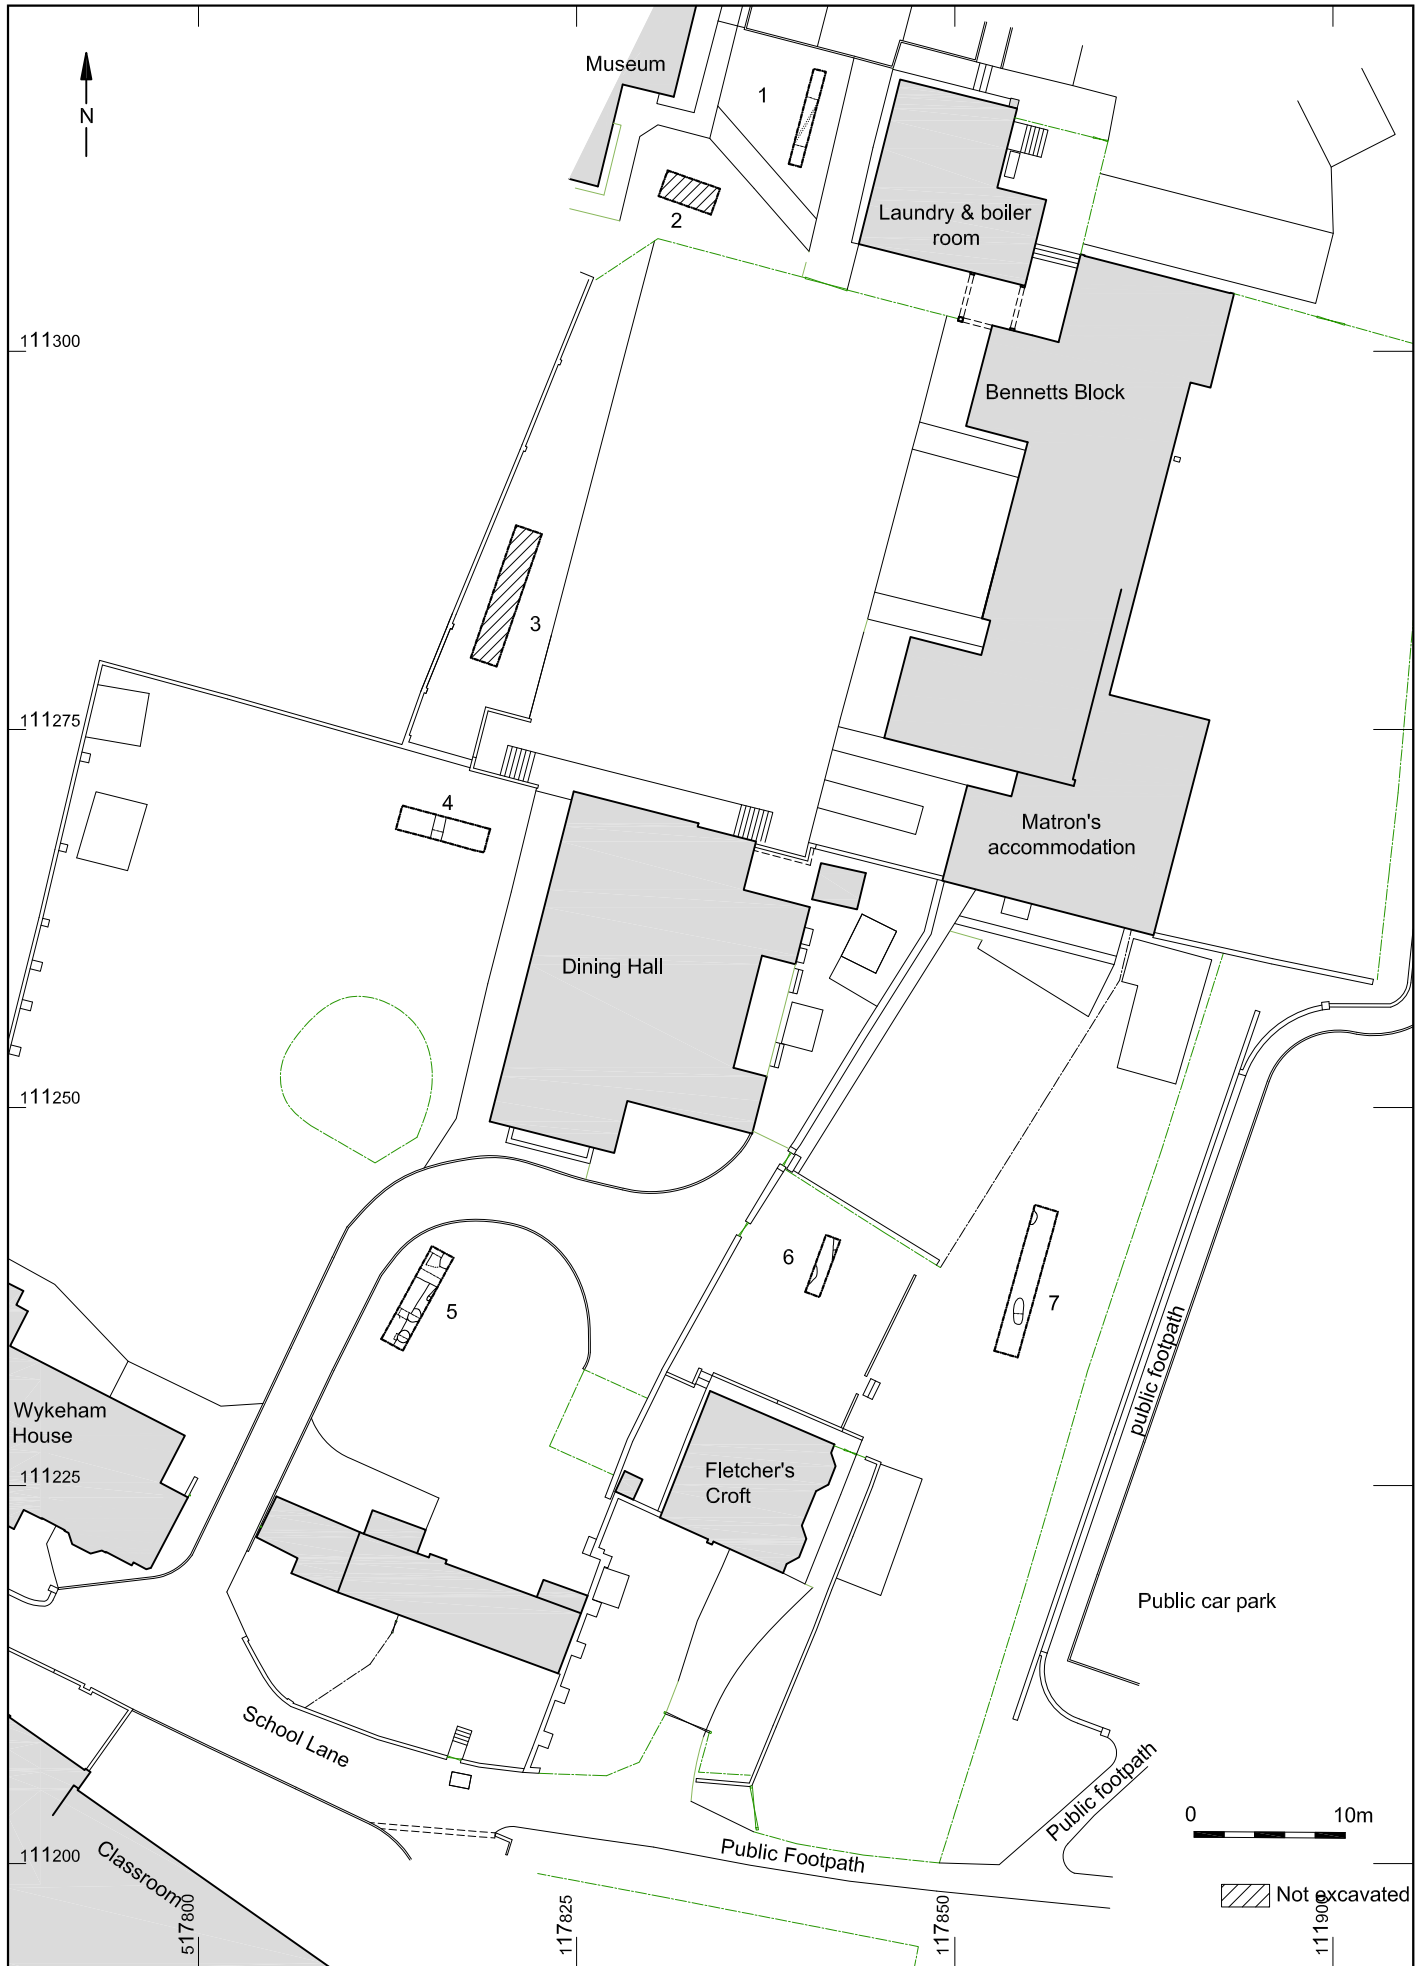 Museum
1
N
2
Laundry & boiler
room
111300
Bennetts Block
3
111275
4
Matron's
accommodation
Dining Hall
111250
6
5
7
public footpath
Wykeham
House
Fletcher's
Croft
111225
Public car park
School Lane
Public footpath
0 10m
Public Footpath
111200
Classroom
Not excavated
517800
117825
117850
111900